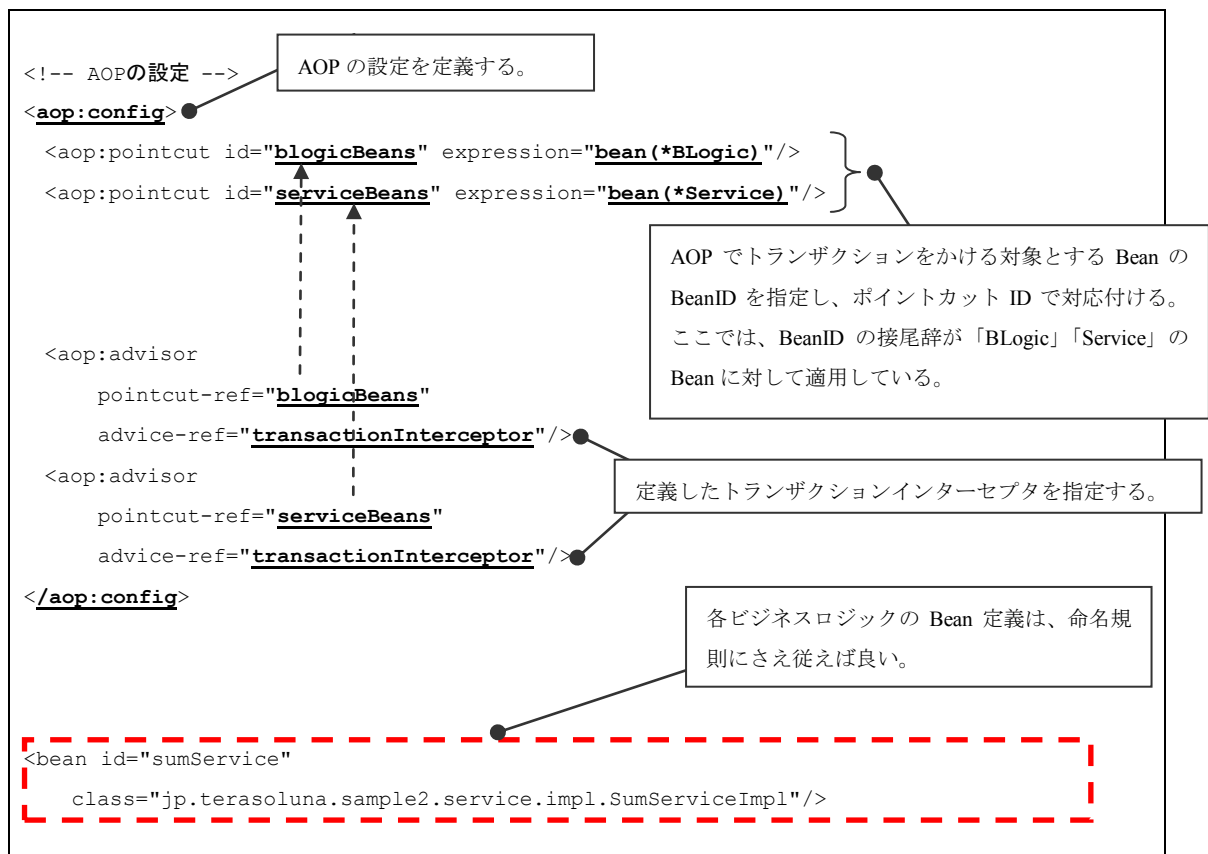 <!-- AOPの設定 -->
AOP の設定を定義する。
<aop:config>
<aop:pointcut id="blogicBeans" expression="bean(*BLogic)"/>
<aop:pointcut id="serviceBeans" expression="bean(*Service)"/>
AOP でトランザクションをかける対象とする Bean の
BeanID を指定し、ポイントカット ID で対応付ける。
ここでは、BeanID の接尾辞が「BLogic」「Service」の
Bean に対して適用している。
<aop:advisor
pointcut-ref="blogicBeans"
advice-ref="transactionInterceptor"/>
<aop:advisor
定義したトランザクションインターセプタを指定する。
pointcut-ref="serviceBeans"
advice-ref="transactionInterceptor"/>
</aop:config>
各ビジネスロジックの Bean 定義は、命名規
則にさえ従えば良い。
<bean id="sumService"
class="jp.terasoluna.sample2.service.impl.SumServiceImpl"/>